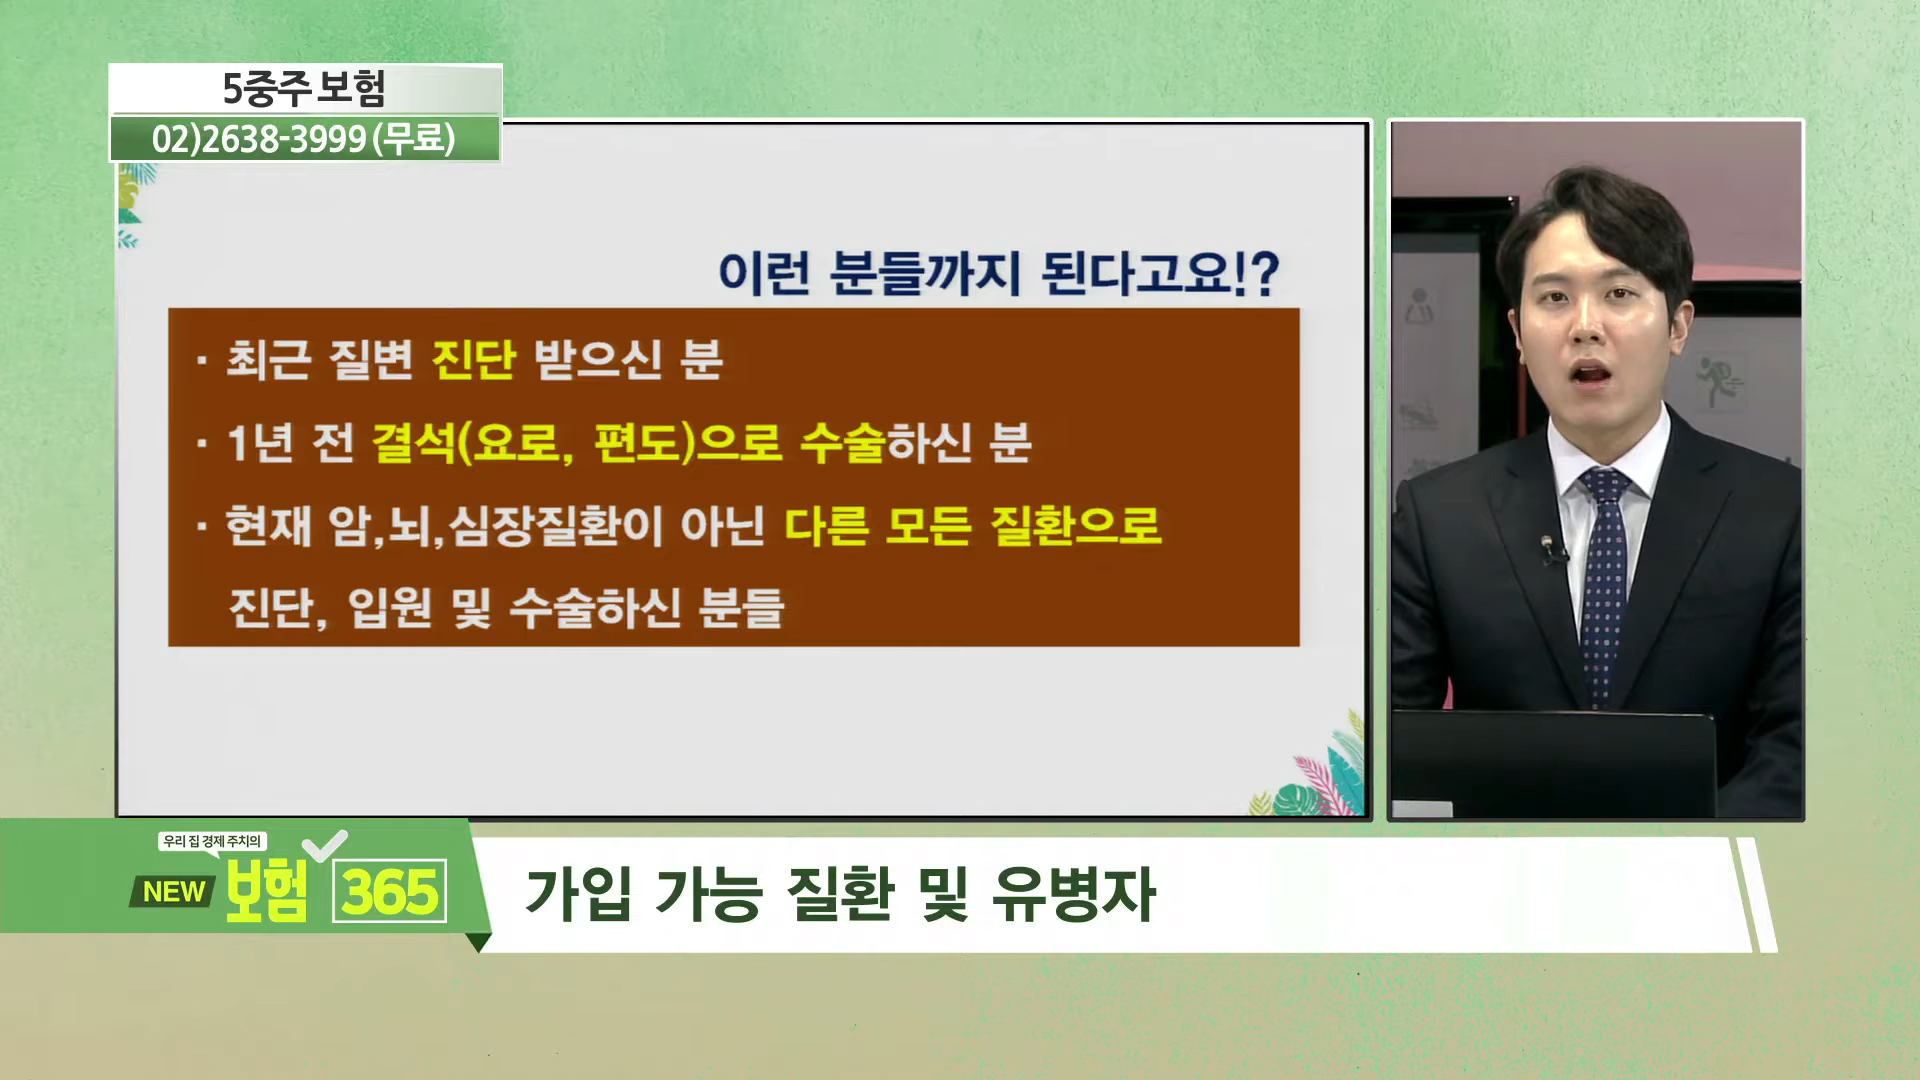 5중주 보험
02)2638-3999 (무료)
이런 분들까지 된다고요!?
· 최근 질변 진단 받으신 분
· 1년 전 결석(요로, 편도)으로 수술하신 분
· 현재 암,뇌,심장질환이 아닌 다른 모든 질환으로
진단, 입원 및 수술하신 분들
우리 집 경제 주치의
NEW 보험 365
가입 가능 질환 및 유병자